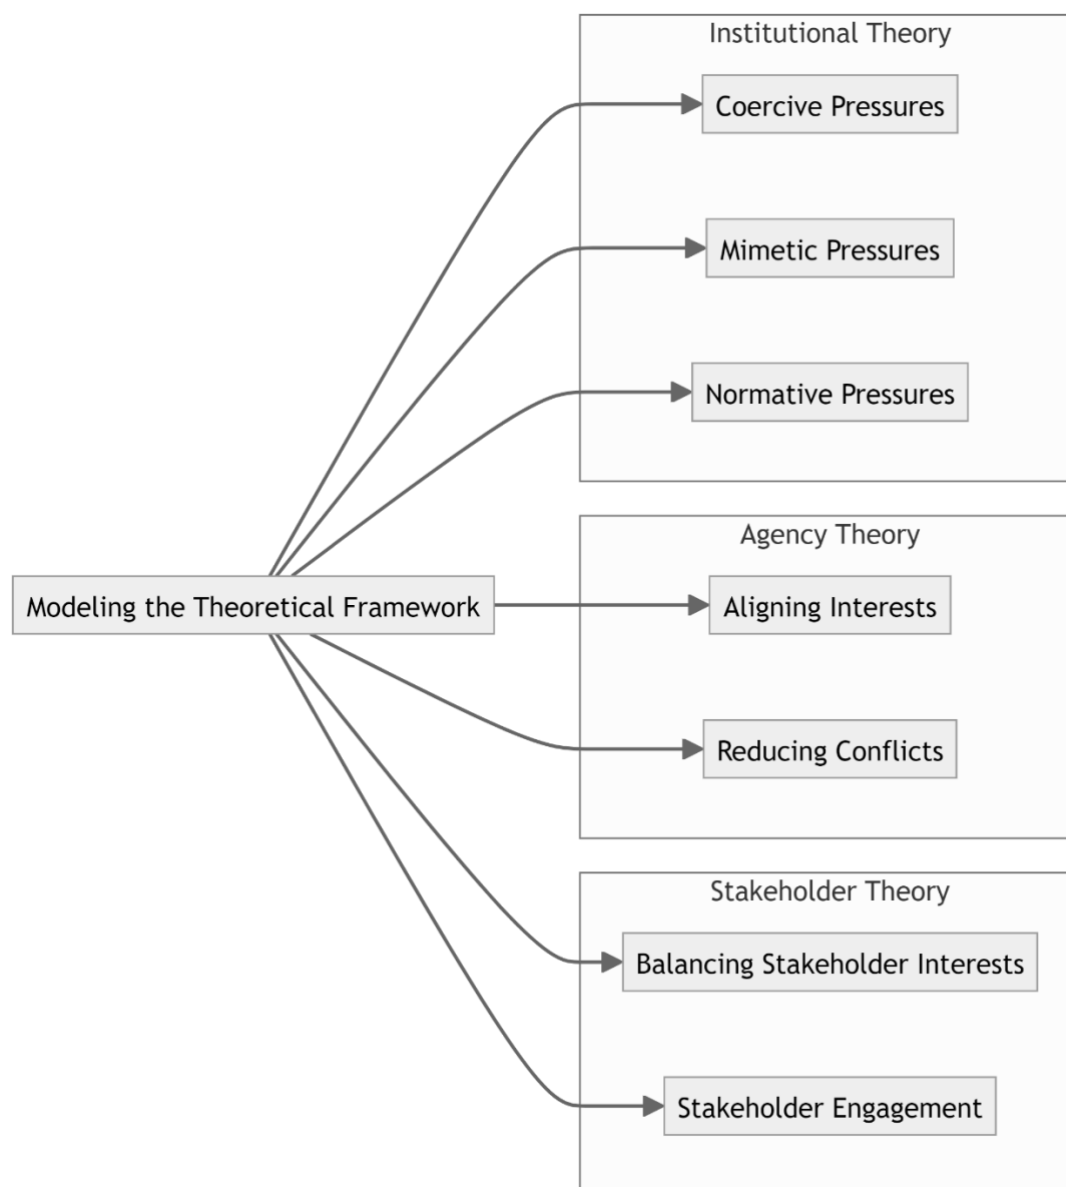 Institutional Theory
Coercive Pressures
Mimetic Pressures
Normative Pressures
Modeling the Theoretical Framework
Agency Theory
Aligning Interests
Reducing Conflicts
Stakeholder Theory
Balancing Stakeholder Interests
Stakeholder Engagement